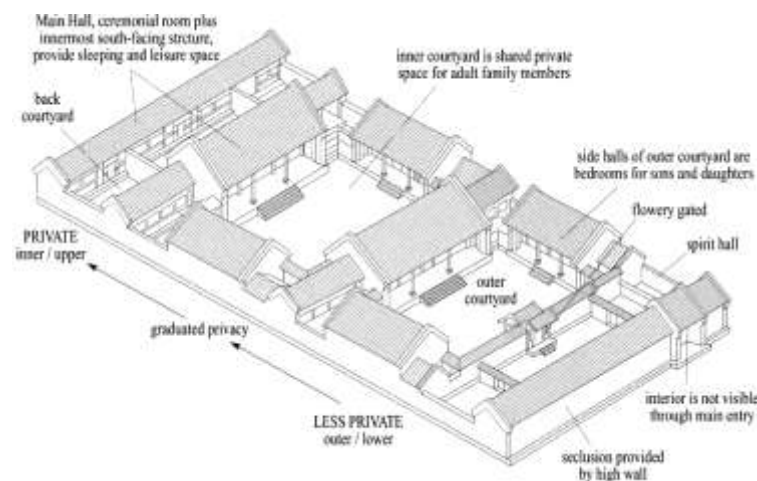 Main Hall, ceremonial room plus
innermost south-facing strcture,
provide sleeping and leisure space
inner courtyard is shared private
space for adult family members
back
courtyard
side halls of outer courtyard are
bedrooms for sons and daughters
flowery gated
spirit hall
PRIVATE
inner / upper
outer
courtyard
graduated privacy
LESS PRIVATE
outer / lower
interior is not visible
through main entry
seclusion provided
by high wall